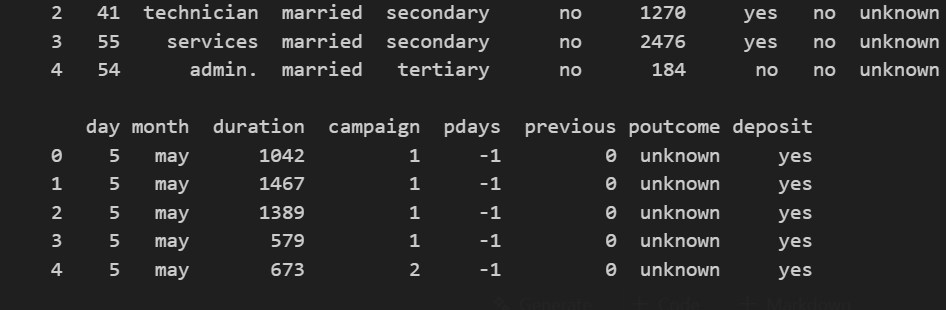 2 41 technician married secondary no 1270 yes no unknown
3 55 services married secondary no 2476 yes no unknown
4 54 admin. married tertiary no 184 no no unknown
day month duration campaign pdays previous poutcome deposit
0 5 may 1042 1 -1 0 unknown yes
1 5 may 1467 1 -1 0 unknown yes
2 5 may 1389 1 -1 0 unknown yes
3 5 may 579 1 -1 0 unknown yes
4 5 may 673 2 -1 0 unknown yes